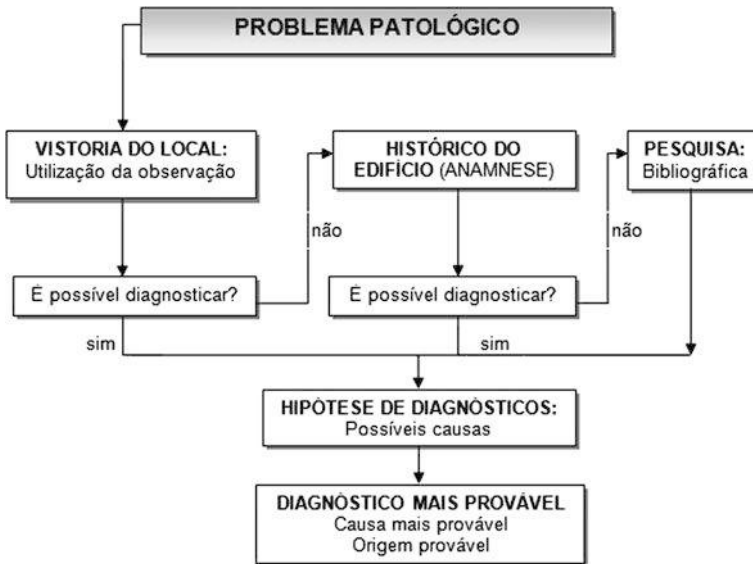 PROBLEMA PATOLÓGICO
VISTORIA DO LOCAL:
Utilização da observação
HISTÓRICO DO
EDIFÍCIO (ANAMNESE)
PESQUISA:
Bibliográfica
não
não
É possível diagnosticar?
É possível diagnosticar?
sim
sim
HIPÓTESE DE DIAGNÓSTICOS:
Possíveis causas
DIAGNÓSTICO MAIS PROVÁVEL
Causa mais provável
Origem provável